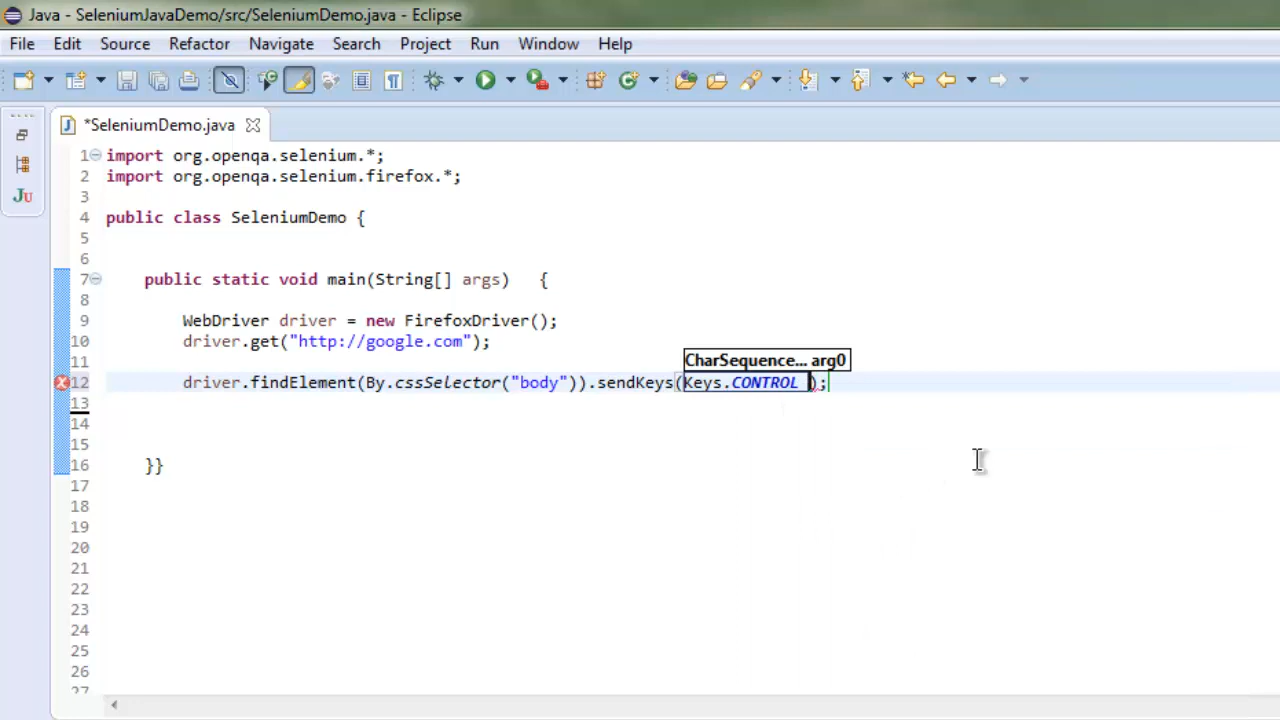 Java - SeleniumJavaDemo/src/SeleniumDemo.java - Eclipse
File Edit Source Refactor Navigate Search Project Run Window Help
*SeleniumDemo.java
1 import org.openqa.selenium.*;
2 import org.openqa.selenium.firefox.*;
3
4 public class SeleniumDemo {
5
6
7 public static void main(String[] args) {
8
9 WebDriver driver = new FirefoxDriver();
10 driver.get("http://google.com");
11
CharSequence... arg0
12 driver.findElement(By.cssSelector("body")).sendKeys(Keys.CONTROL );
13
14
15
16 }}
17
18
19
20
21
22
23
24
25
26
27